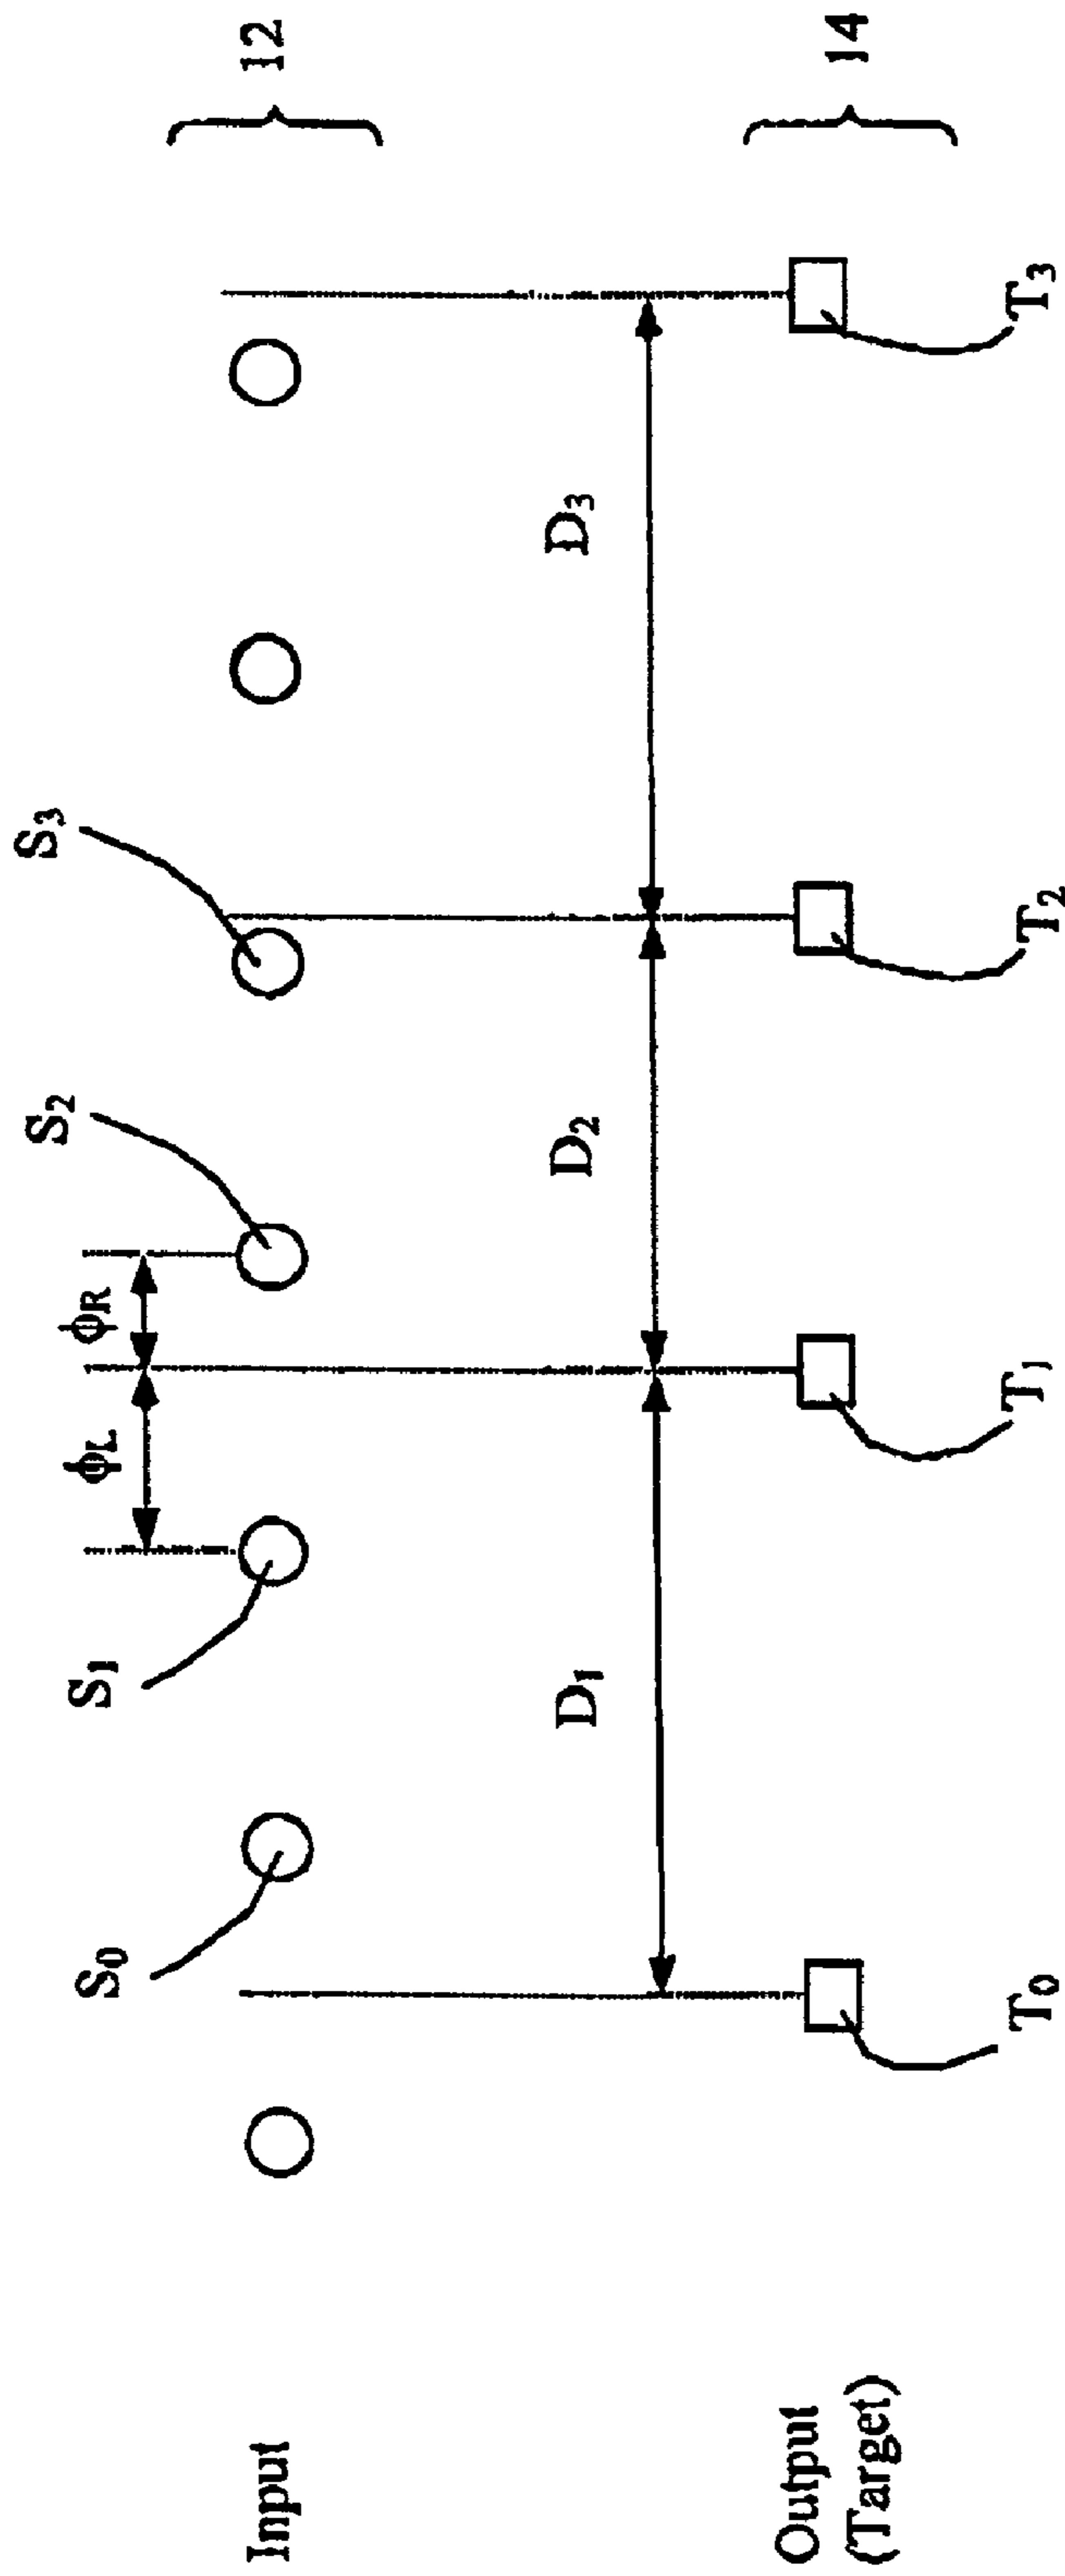 ϕL ϕR
S0 S1 S2 S3
Input 12
D1 D2 D3
Output 14
(Target)
T0 T1 T2 T3